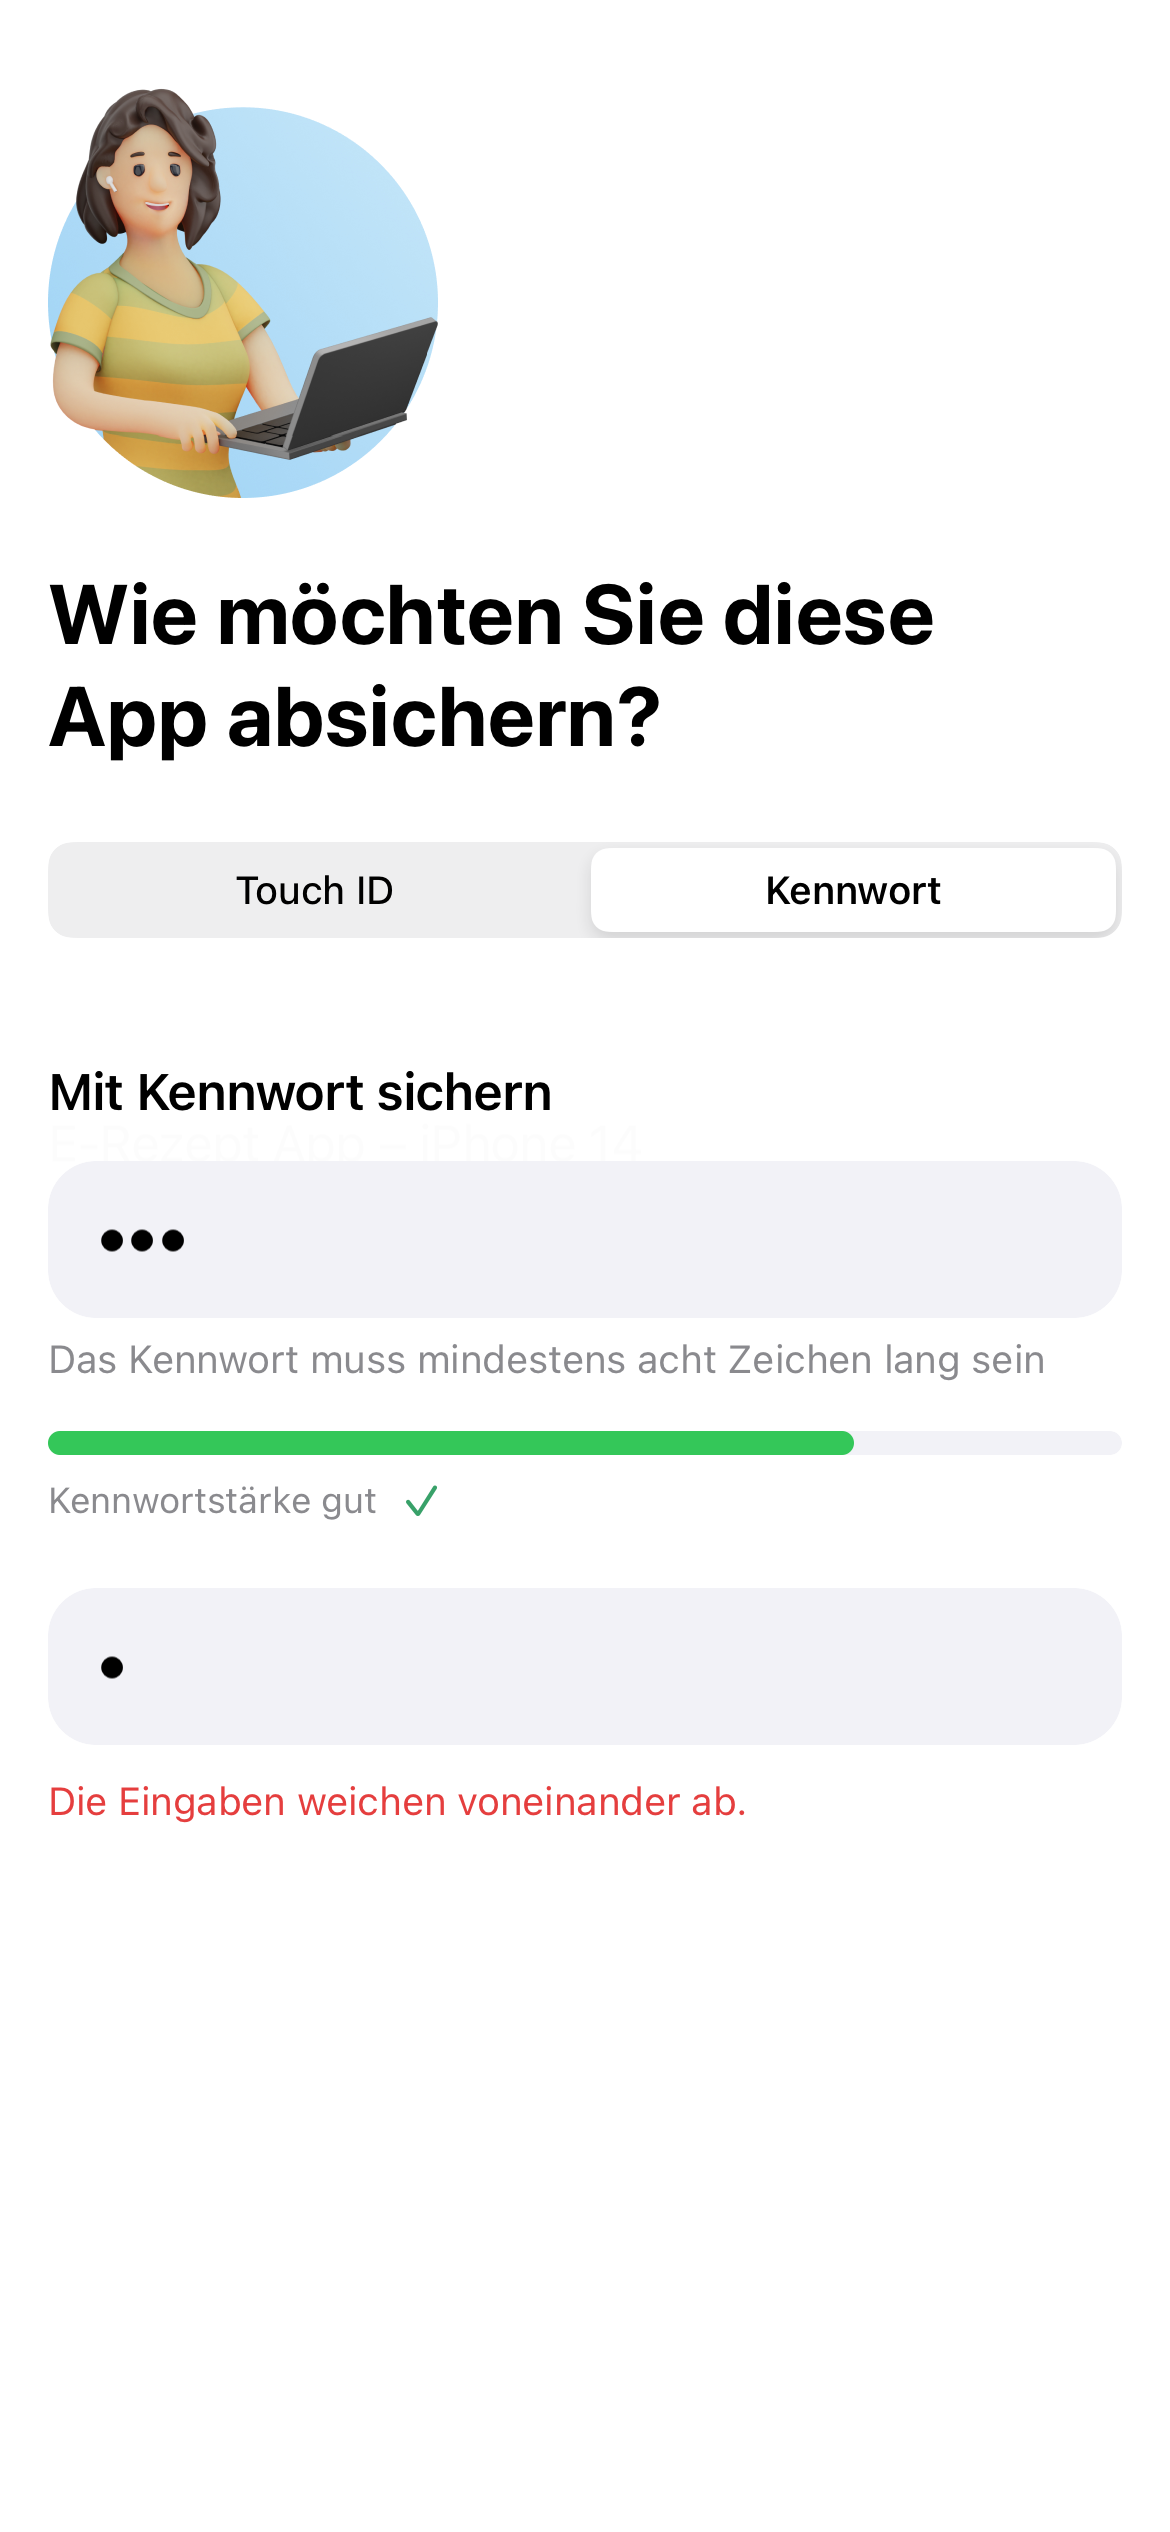 Wie möchten Sie diese
App absichern?
Touch ID
Kennwort
Mit Kennwort sichern
E-Rezept App – iPhone 14
•••
Das Kennwort muss mindestens acht Zeichen lang sein
Kennwortstärke gut ✓
•
Die Eingaben weichen voneinander ab.